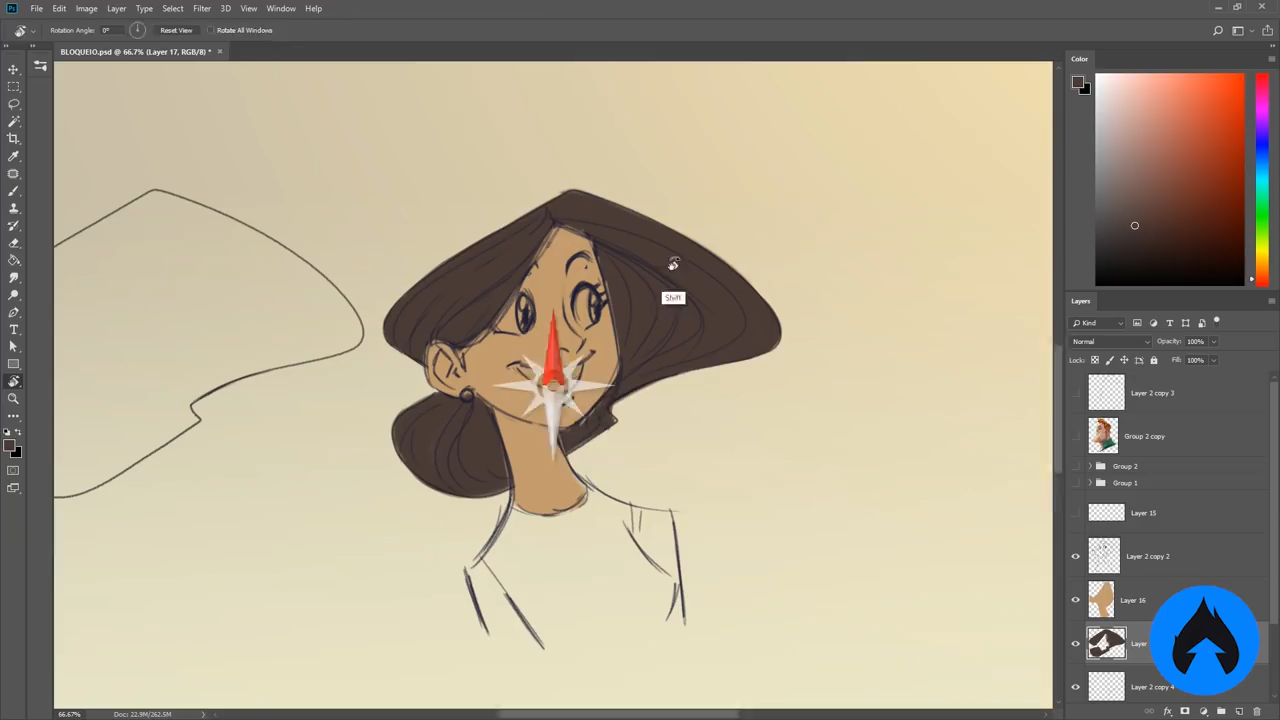 Ps File Edit Image Layer Type Select Filter 3D View Window Help
Rotation Angle: 0° Reset View Rotate All Windows
BLOQUEIO.psd @ 66.7% (Layer 17, RGB/8) * ×
Color
Shift
Layers
Kind
Normal Opacity: 100%
Lock: Fill: 100%
Layer 2 copy 3
Group 2 copy
Group 2
Group 1
Layer 15
Layer 2 copy 2
Layer 16
Layer
Layer 2 copy 4
66.67% Doc: 22.9M/262.5M